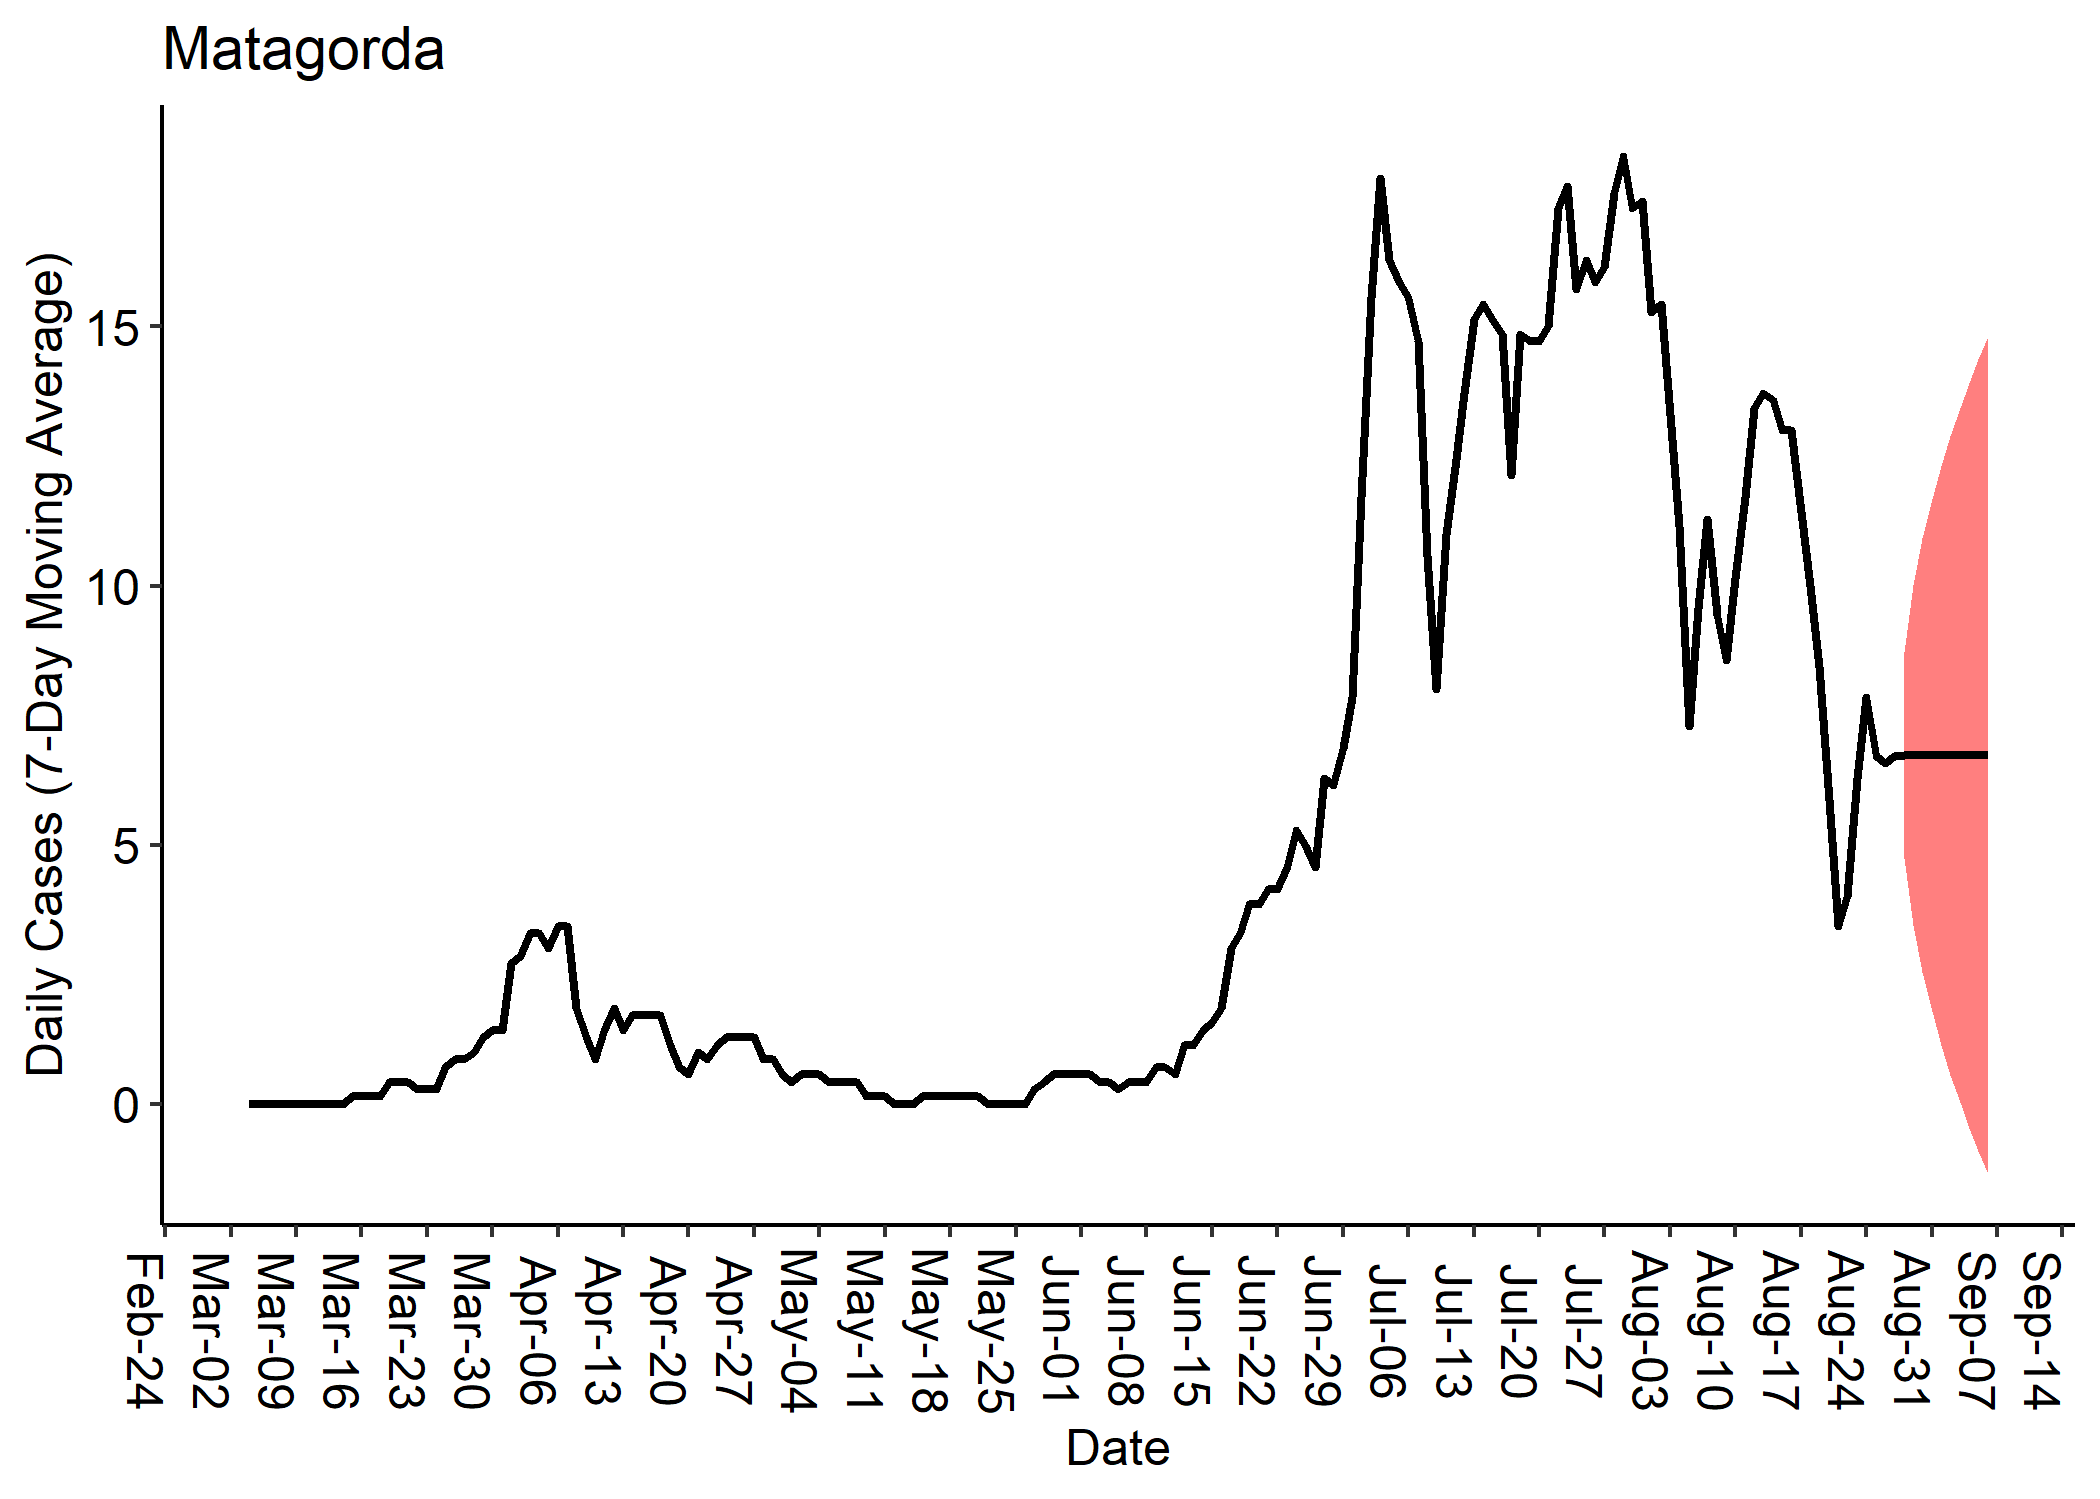 Matagorda
Daily Cases (7-Day Moving Average)
15
10
5
0
Feb-24
Mar-02
Mar-09
Mar-16
Mar-23
Mar-30
Apr-06
Apr-13
Apr-20
Apr-27
May-04
May-11
May-18
May-25
Jun-01
Jun-08
Jun-15
Jun-22
Jun-29
Jul-06
Jul-13
Jul-20
Jul-27
Aug-03
Aug-10
Aug-17
Aug-24
Aug-31
Sep-07
Sep-14
Date